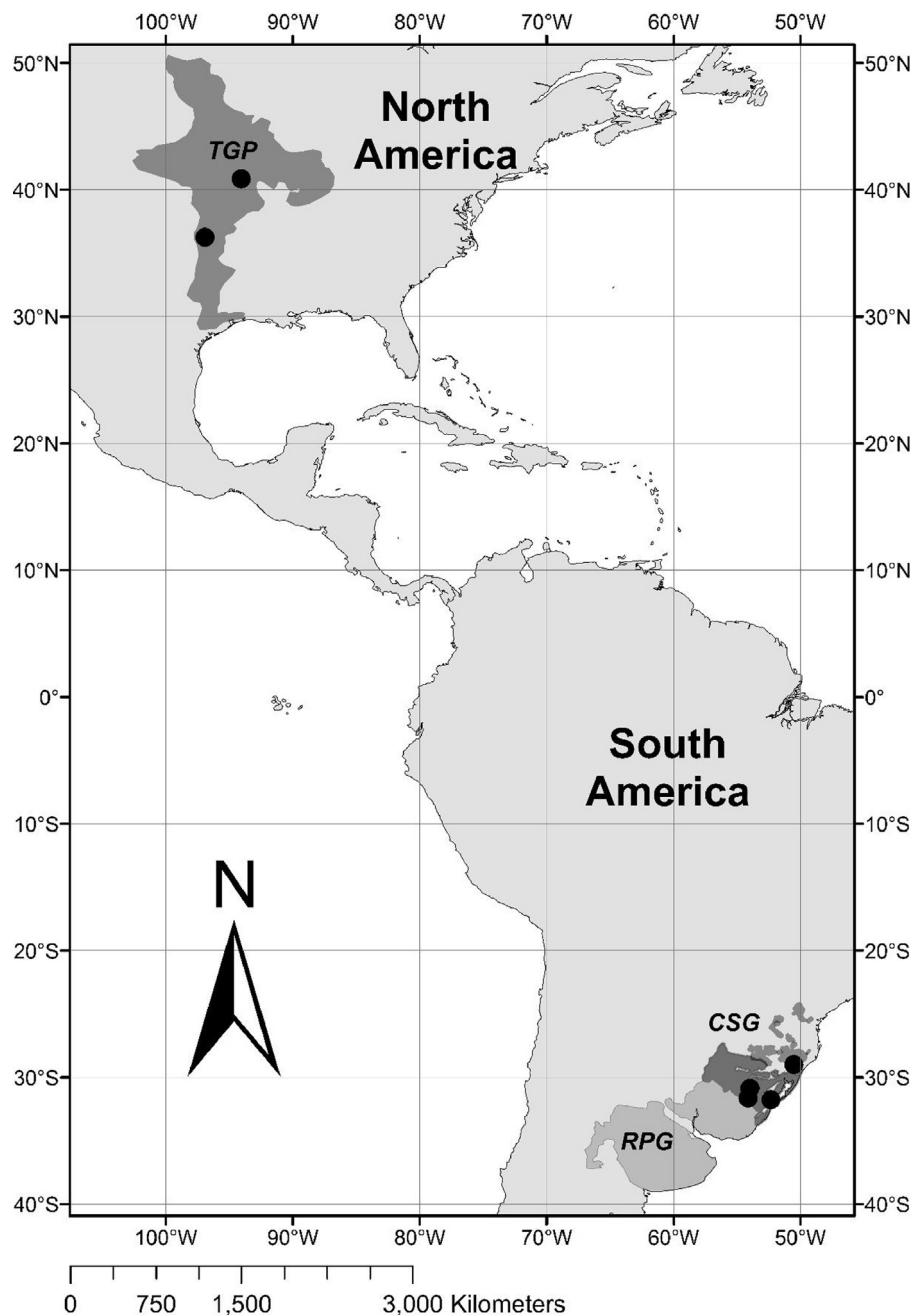 100°W 90°W 80°W 70°W 60°W 50°W
50°N 50°N
North
America
TGP
40°N 40°N
30°N 30°N
20°N 20°N
10°N 10°N
0° 0°
South
America
10°S 10°S
N
20°S 20°S
CSG
30°S 30°S
RPG
40°S 40°S
100°W 90°W 80°W 70°W 60°W 50°W
0 750 1,500 3,000 Kilometers